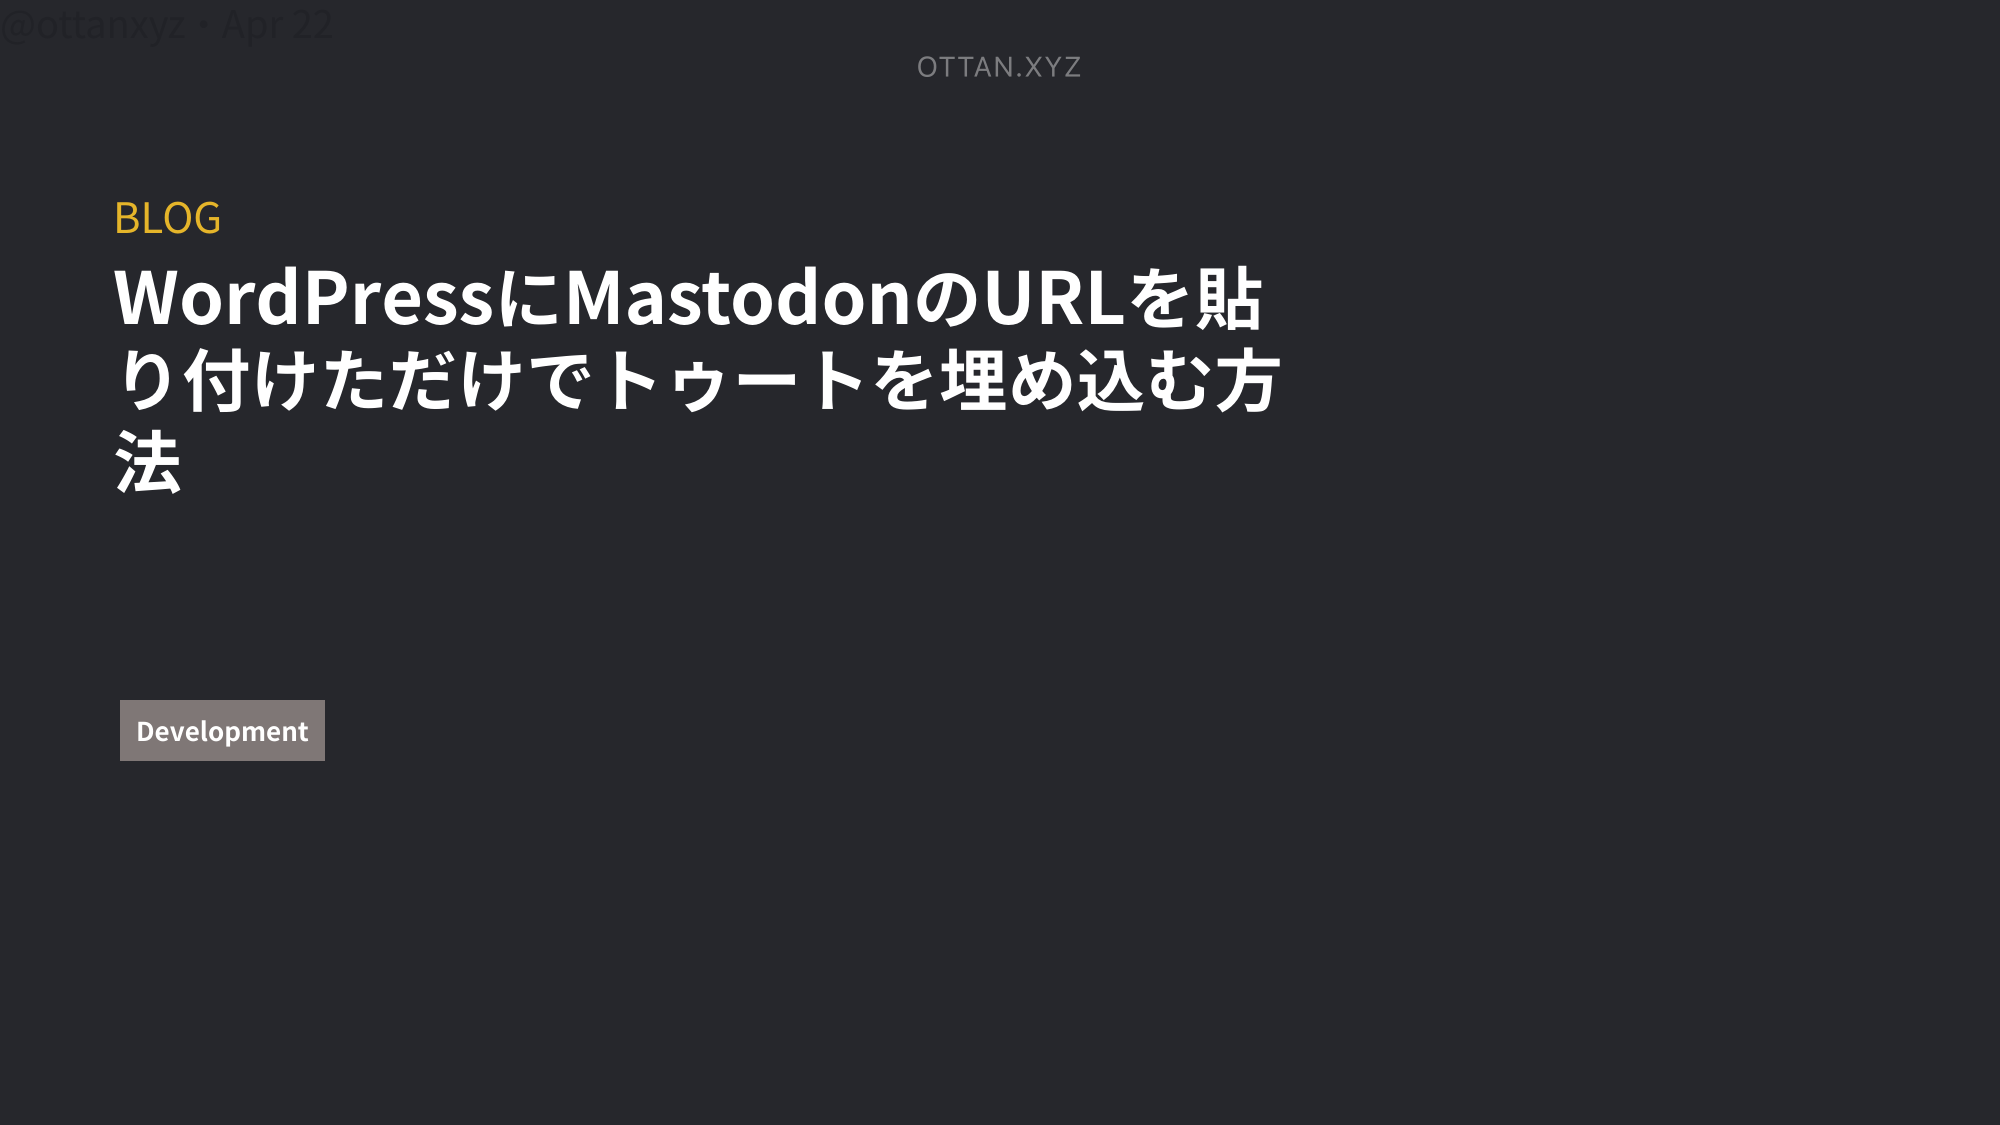 @ottanxyz・Apr 22
OTTAN.XYZ
BLOG
WordPressにMastodonのURLを貼
り付けただけでトゥートを埋め込む方
法
Development